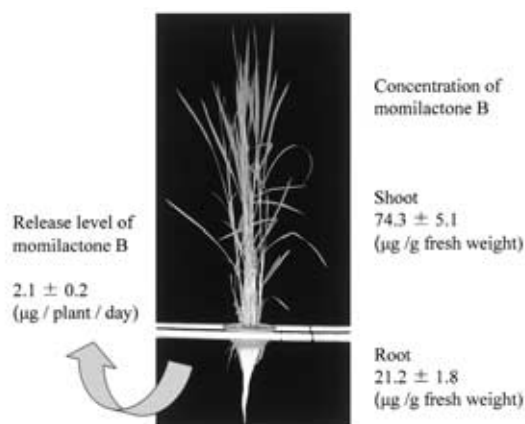 Concentration of
momilactone B
Shoot
74.3 ± 5.1
(μg /g fresh weight)
Release level of
momilactone B
2.1 ± 0.2
(μg / plant / day)
Root
21.2 ± 1.8
(μg /g fresh weight)